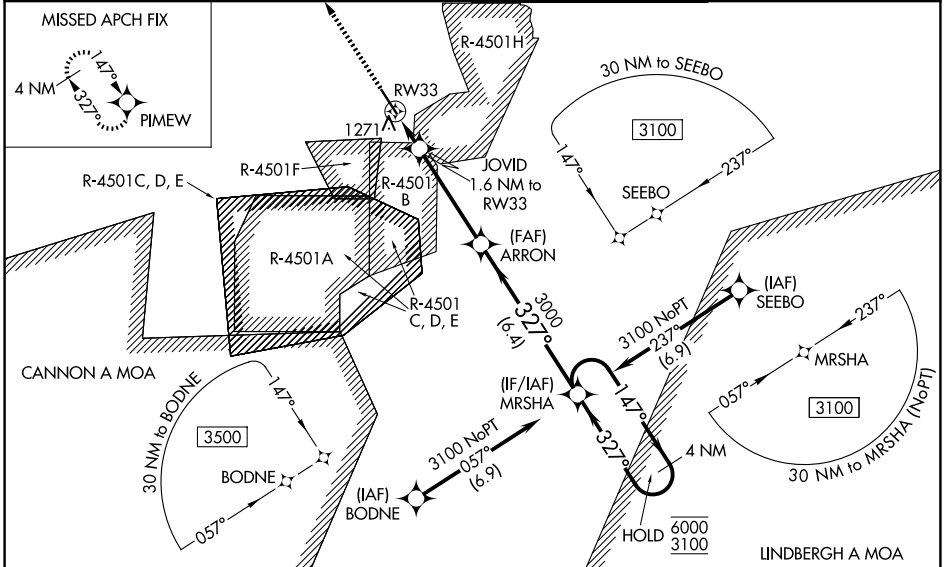 MISSED APCH FIX
4 NM
147°
327°
PIMEW
R-4501H
RW33
1271
JOVID
1.6 NM to
RW33
R-4501F
R-4501
B
R-4501C, D, E
R-4501A
R-4501
C, D, E
(FAF)
ARRON
30 NM to SEEBO
3100
147°
237°
SEEBO
3000
327°
(6.4)
(IAF)
SEEBO
3100 NoPT
237°
(6.9)
(IF/IAF)
MRSHA
147°
327°
4 NM
HOLD
6000
3100
237°
MRSHA
057°
3100
30 NM to MRSHA (NoPT)
CANNON A MOA
30 NM to BODNE
147°
3500
BODNE
057°
3100 NoPT
057°
(6.9)
(IAF)
BODNE
LINDBERGH A MOA